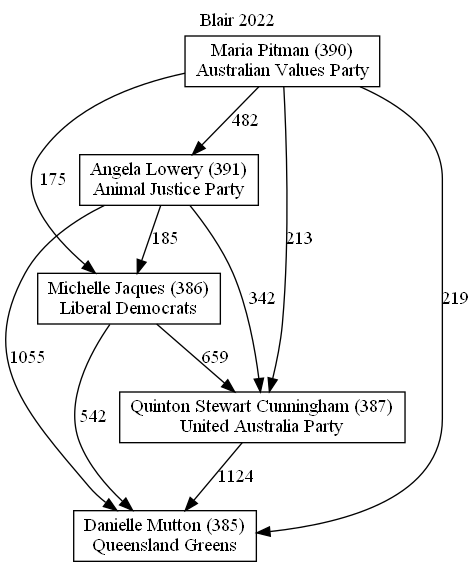 Blair 2022
Maria Pitman (390)
Australian Values Party
482
Angela Lowery (391)
Animal Justice Party
175
185
213
Michelle Jaques (386)
Liberal Democrats
342
219
1055
659
542
Quinton Stewart Cunningham (387)
United Australia Party
1124
Danielle Mutton (385)
Queensland Greens